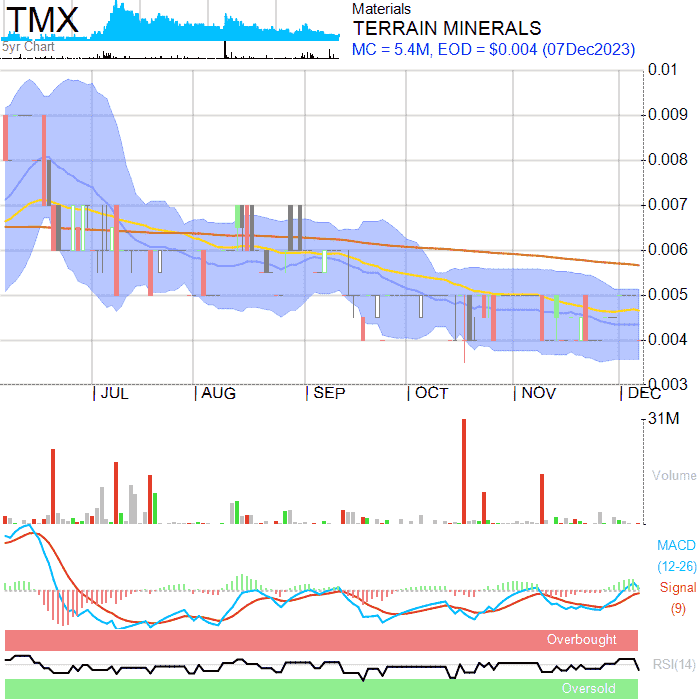 TMX
5yr Chart
Materials
TERRAIN MINERALS
MC = 5.4M, EOD = $0.004 (07Dec2023)
0.01
0.009
0.008
0.007
0.006
0.005
0.004
0.003
JUL AUG SEP OCT NOV DEC
31M
Volume
MACD
(12-26)
Signal
(9)
Overbought
RSI(14)
Oversold